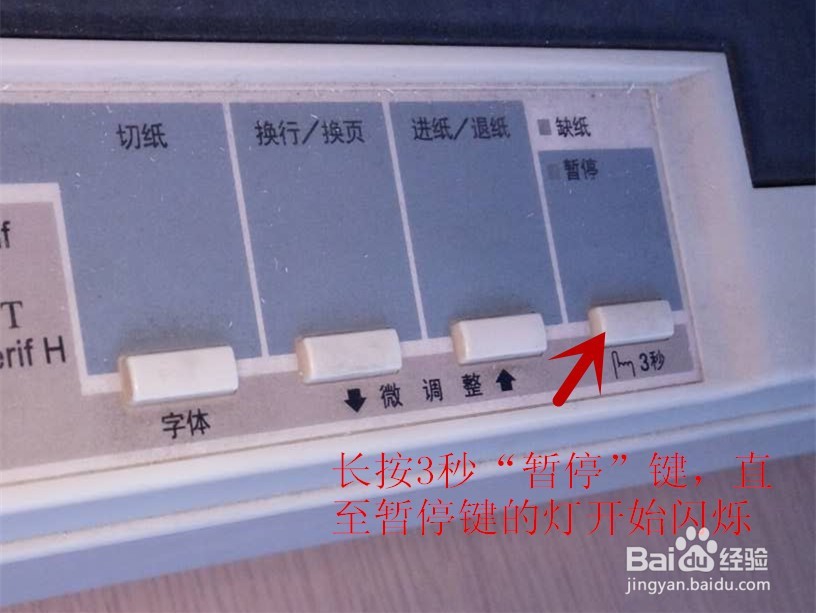 切纸
换行/换页
进纸/退纸
缺纸
暂停
f
T
erif H
字体
微 调 整
3秒
长按3秒“暂停”键，直
至暂停键的灯开始闪烁
Baidu经验
jingyan.baidu.com